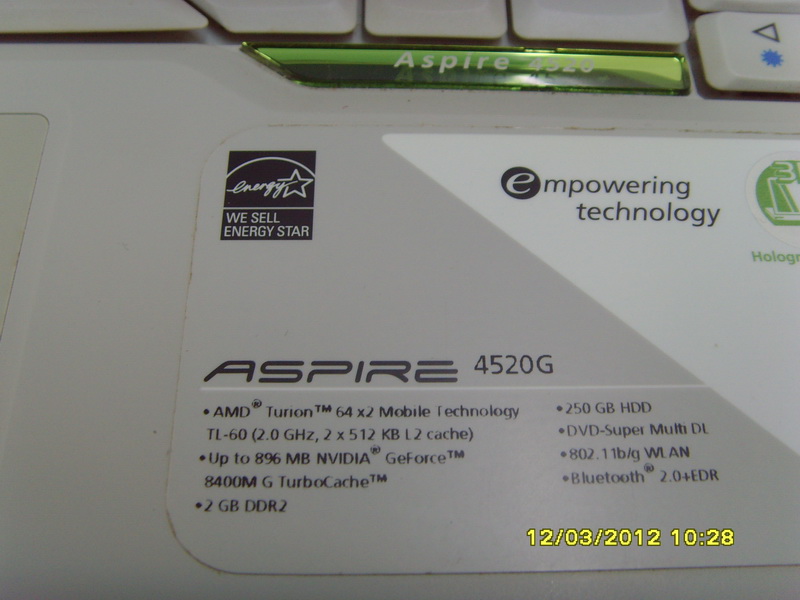 Aspire 4520
energy
WE SELL
ENERGY STAR
empowering
technology
ASPIRE 4520G
•AMD® Turion™ 64 x2 Mobile Technology
TL-60 (2.0 GHz, 2 x 512 KB L2 cache)
•Up to 896 MB NVIDIA® GeForce™
8400M G TurboCache™
•2 GB DDR2
•250 GB HDD
•DVD-Super Multi DL
•802.11b/g WLAN
•Bluetooth® 2.0+EDR
12/03/2012 10:28